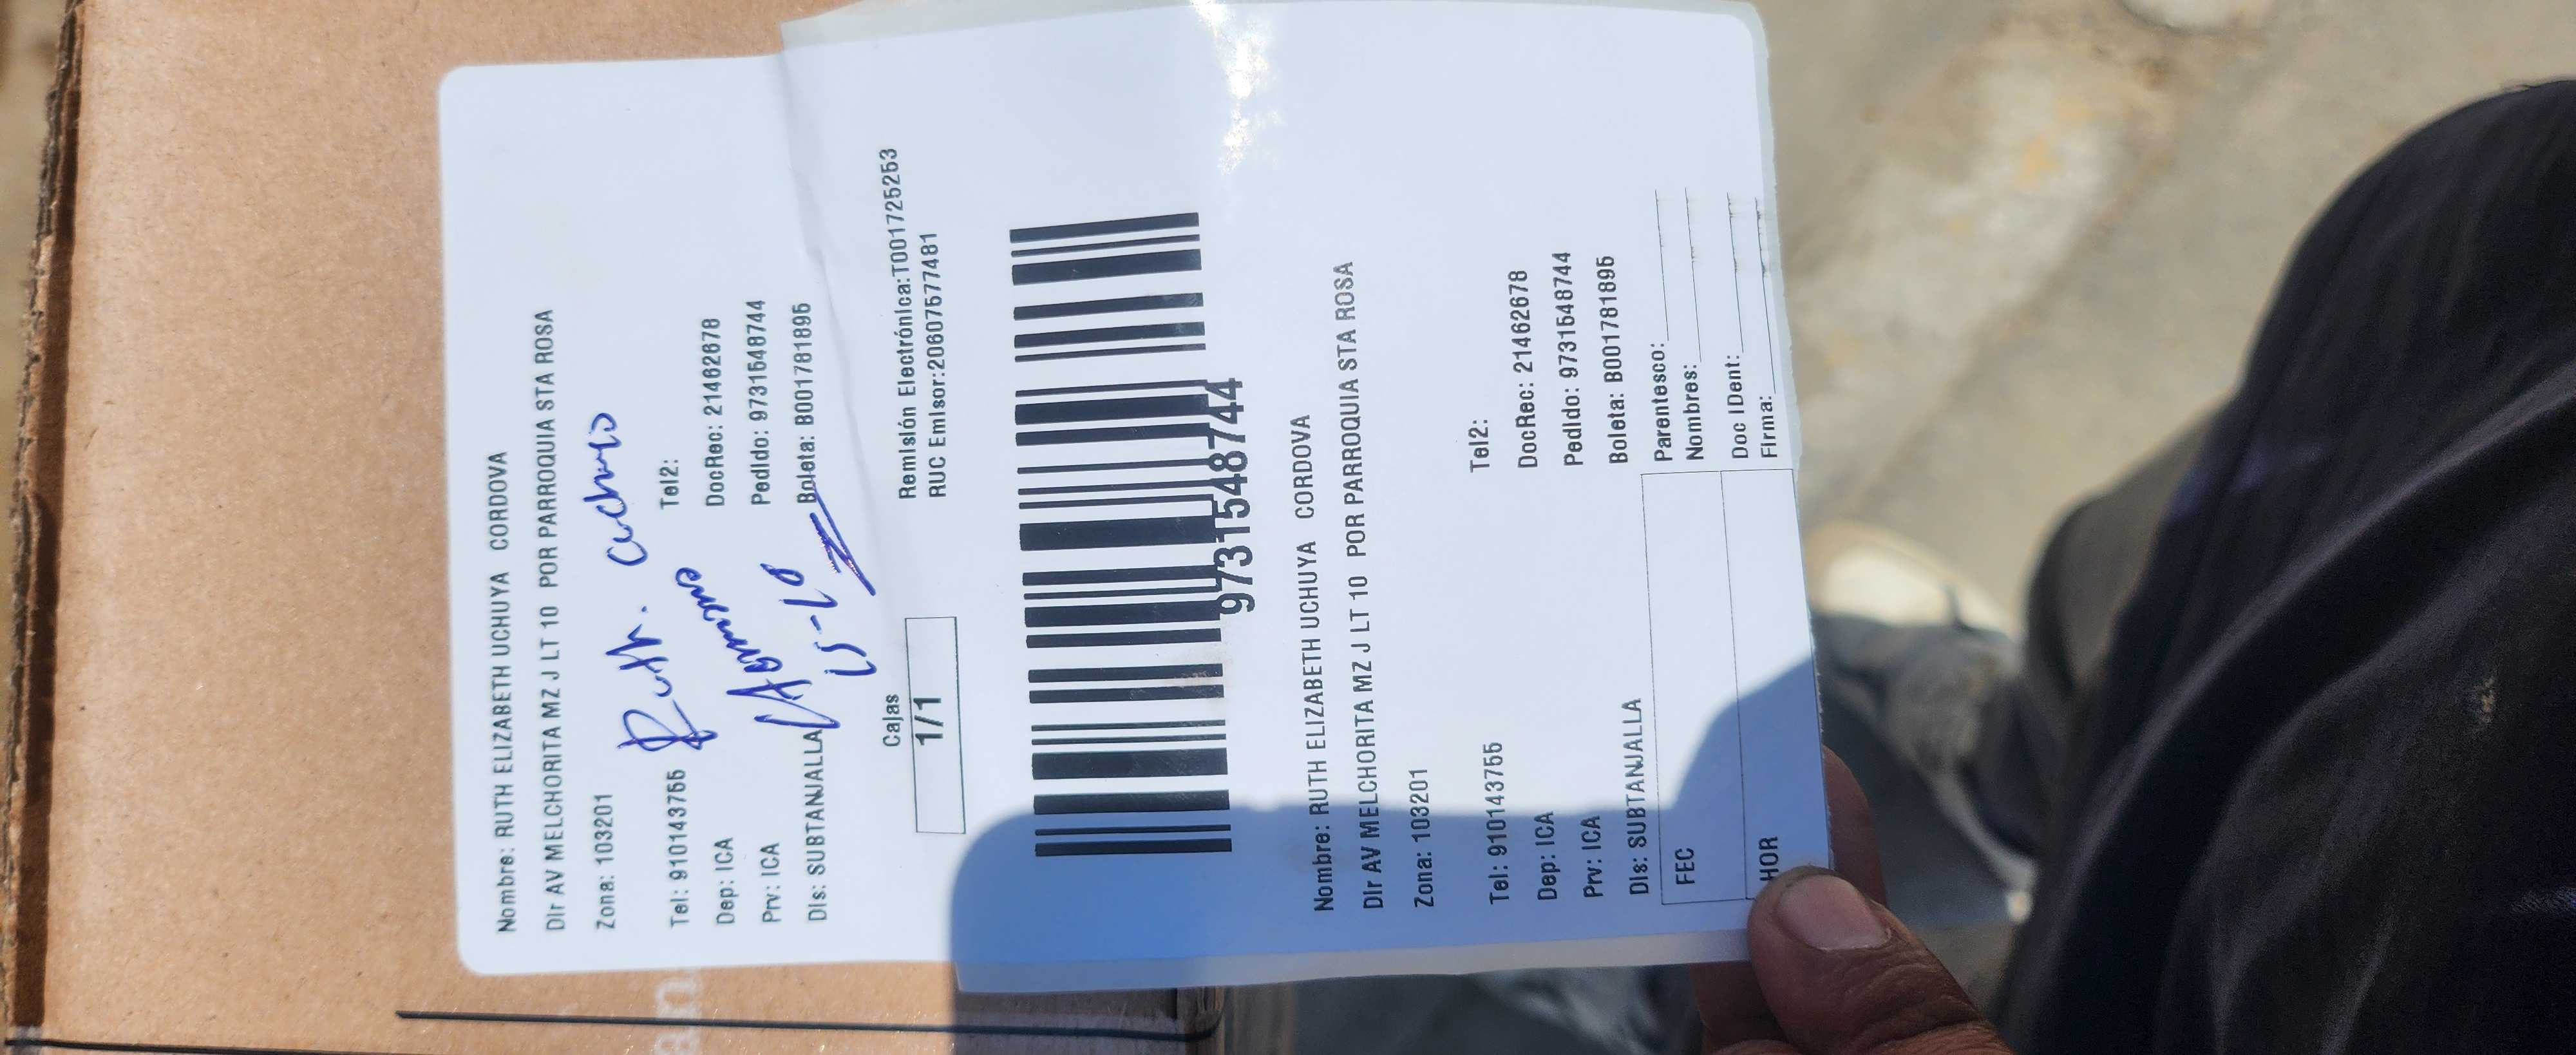 Nombre: RUTH ELIZABETH UCHUYA CORDOVA
Dir AV MELCHORITA MZ J LT 10 POR PARROQUIA STA ROSA
Zona: 103201
Ruth.
Tel: 910143755 Tel2:
Dep: ICA DocRec: 21462678
Prv: ICA Pedido: 9731548744
Dis: SUBTANJALLA Boleta: B001781895
Cajas
1/1
Remisión Electrónica:T001725253
RUC Emisor:20607577481
9731548744
Nombre: RUTH ELIZABETH UCHUYA CORDOVA
Dir AV MELCHORITA MZ J LT 10 POR PARROQUIA STA ROSA
Zona: 103201
Tel: 910143755 Tel2:
Dep: ICA DocRec: 21462678
Prv: ICA Pedido: 9731548744
Dis: SUBTANJALLA Boleta: B001781895
FEC
HOR
Parentesco:
Nombres:
Doc IDent:
Firma: